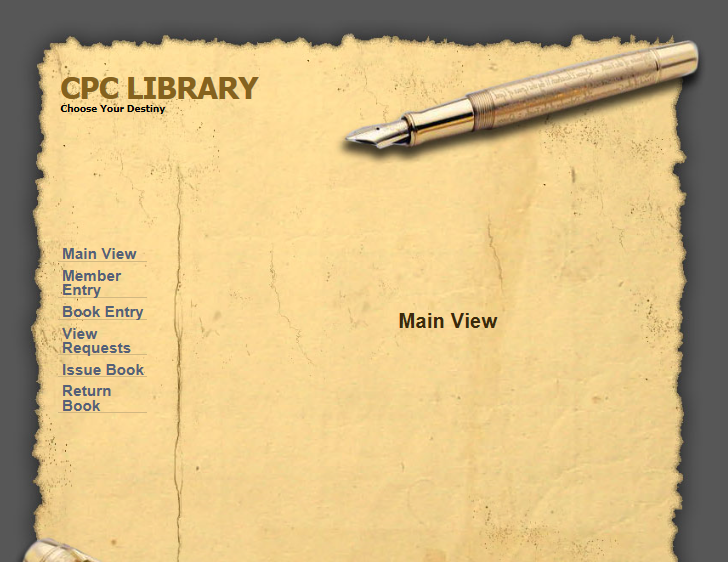 CPC LIBRARY
Choose Your Destiny
Main View
Member
Entry
Book Entry
View
Requests
Issue Book
Return
Book
Main View